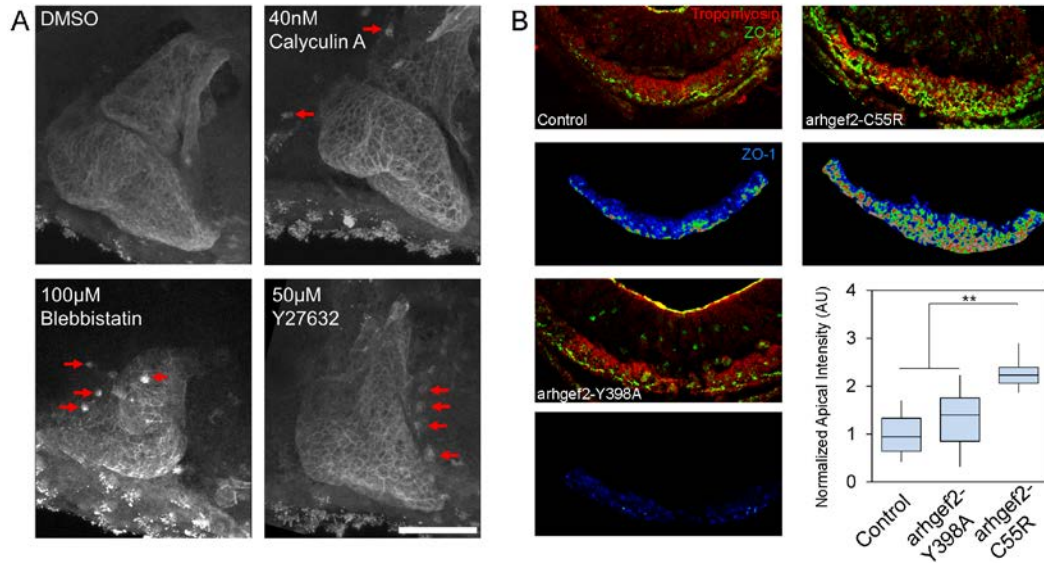 A
DMSO
40nM
Calyculin A
100µM
Blebbistatin
50µM
Y27632
B
Tropomyosin
ZO-1
Control
arhgef2-C55R
ZO-1
arhgef2-Y398A
Normalized Apical Intensity (AU)
4
3
2
1
0
**
Control
arhgef2-
Y398A
arhgef2-
C55R